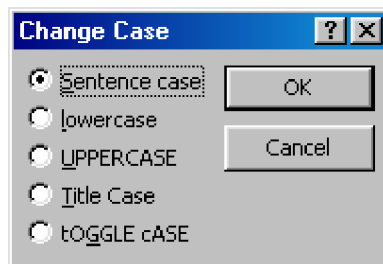 Change Case
Sentence case
OK
lowercase
Cancel
UPPERCASE
Title Case
tOGGLE cASE